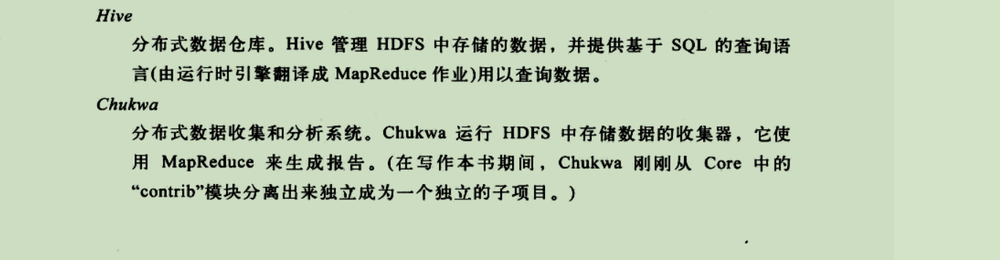 Hive
分布式数据仓库。Hive 管理 HDFS 中存储的数据，并提供基于 SQL 的查询语
言(由运行时引擎翻译成 MapReduce 作业)用以查询数据。
Chukwa
分布式数据收集和分析系统。Chukwa 运行 HDFS 中存储数据的收集器，它使
用 MapReduce 来生成报告。(在写作本书期间，Chukwa 刚刚从 Core 中的
“contrib”模块分离出来独立成为一个独立的子项目。)